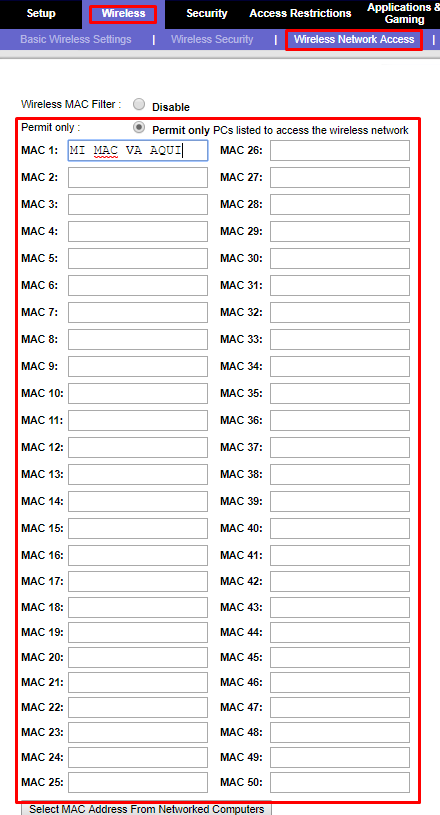 Setup Wireless Security Access Restrictions Applications & Gaming
Basic Wireless Settings | Wireless Security | Wireless Network Access |
Wireless MAC Filter : Disable
Permit only : Permit only PCs listed to access the wireless network
MAC 1: MI MAC VA AQUI MAC 26:
MAC 2: MAC 27:
MAC 3: MAC 28:
MAC 4: MAC 29:
MAC 5: MAC 30:
MAC 6: MAC 31:
MAC 7: MAC 32:
MAC 8: MAC 33:
MAC 9: MAC 34:
MAC 10: MAC 35:
MAC 11: MAC 36:
MAC 12: MAC 37:
MAC 13: MAC 38:
MAC 14: MAC 39:
MAC 15: MAC 40:
MAC 16: MAC 41:
MAC 17: MAC 42:
MAC 18: MAC 43:
MAC 19: MAC 44:
MAC 20: MAC 45:
MAC 21: MAC 46:
MAC 22: MAC 47:
MAC 23: MAC 48:
MAC 24: MAC 49:
MAC 25: MAC 50:
Select MAC Address From Networked Computers